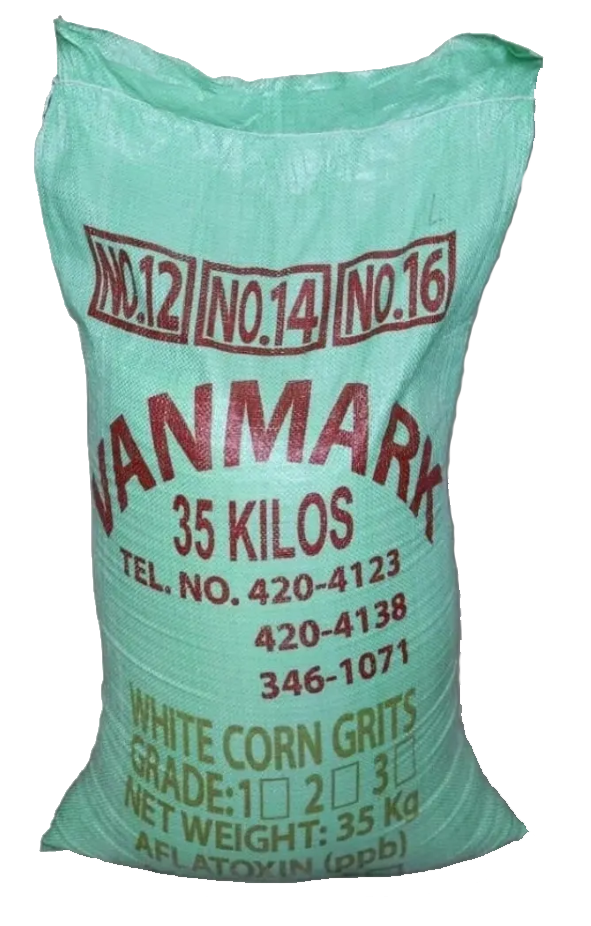 NO.12 NO.14 NO.16
VANMARK
35 KILOS
TEL. NO. 420-4123
420-4138
346-1071
WHITE CORN GRITS
GRADE:1 2 3
NET WEIGHT: 35 Kg
AFLATOXIN (ppb)